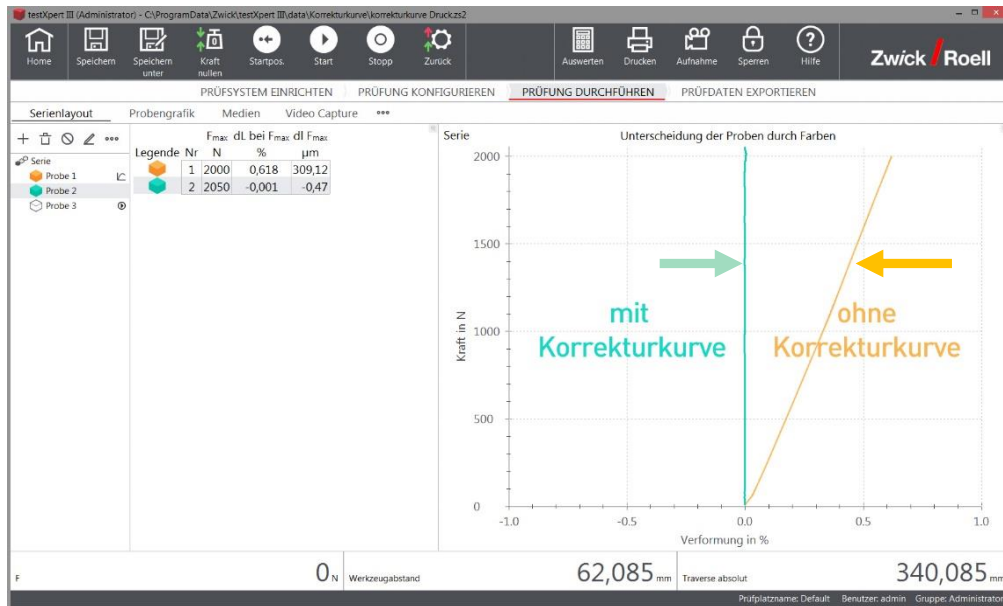 testXpert III (Administrator) - C:\ProgramData\Zwick\testXpert III\data\Korrekturkurve\korrekturkurve Druck.zs2
Home
Speichern
Speichern unter
Kraft nullen
Startpos.
Start
Stopp
Zurück
Auswerten
Drucken
Aufnahme
Sperren
Hilfe
Zwick Roell
PRÜFSYSTEM EINRICHTEN
PRÜFUNG KONFIGURIEREN
PRÜFUNG DURCHFÜHREN
PRÜFDATEN EXPORTIEREN
Serienlayout
Probengrafik
Medien
Video Capture
Serie
Probe 1
Probe 2
Probe 3
Fmax dL bei Fmax dl Fmax
Legende Nr N % µm
1 2000 0,618 309,12
2 2050 -0,001 -0,47
Serie
Unterscheidung der Proben durch Farben
Kraft in N
2000
1500
1000
500
0
mit
Korrekturkurve
ohne
Korrekturkurve
-1.0 -0.5 0.0 0.5 1.0
Verformung in %
F 0 N
Werkzeugabstand 62,085 mm
Traverse absolut 340,085 mm
Prüfplatzname: Default Benutzer: admin Gruppe: Administrator